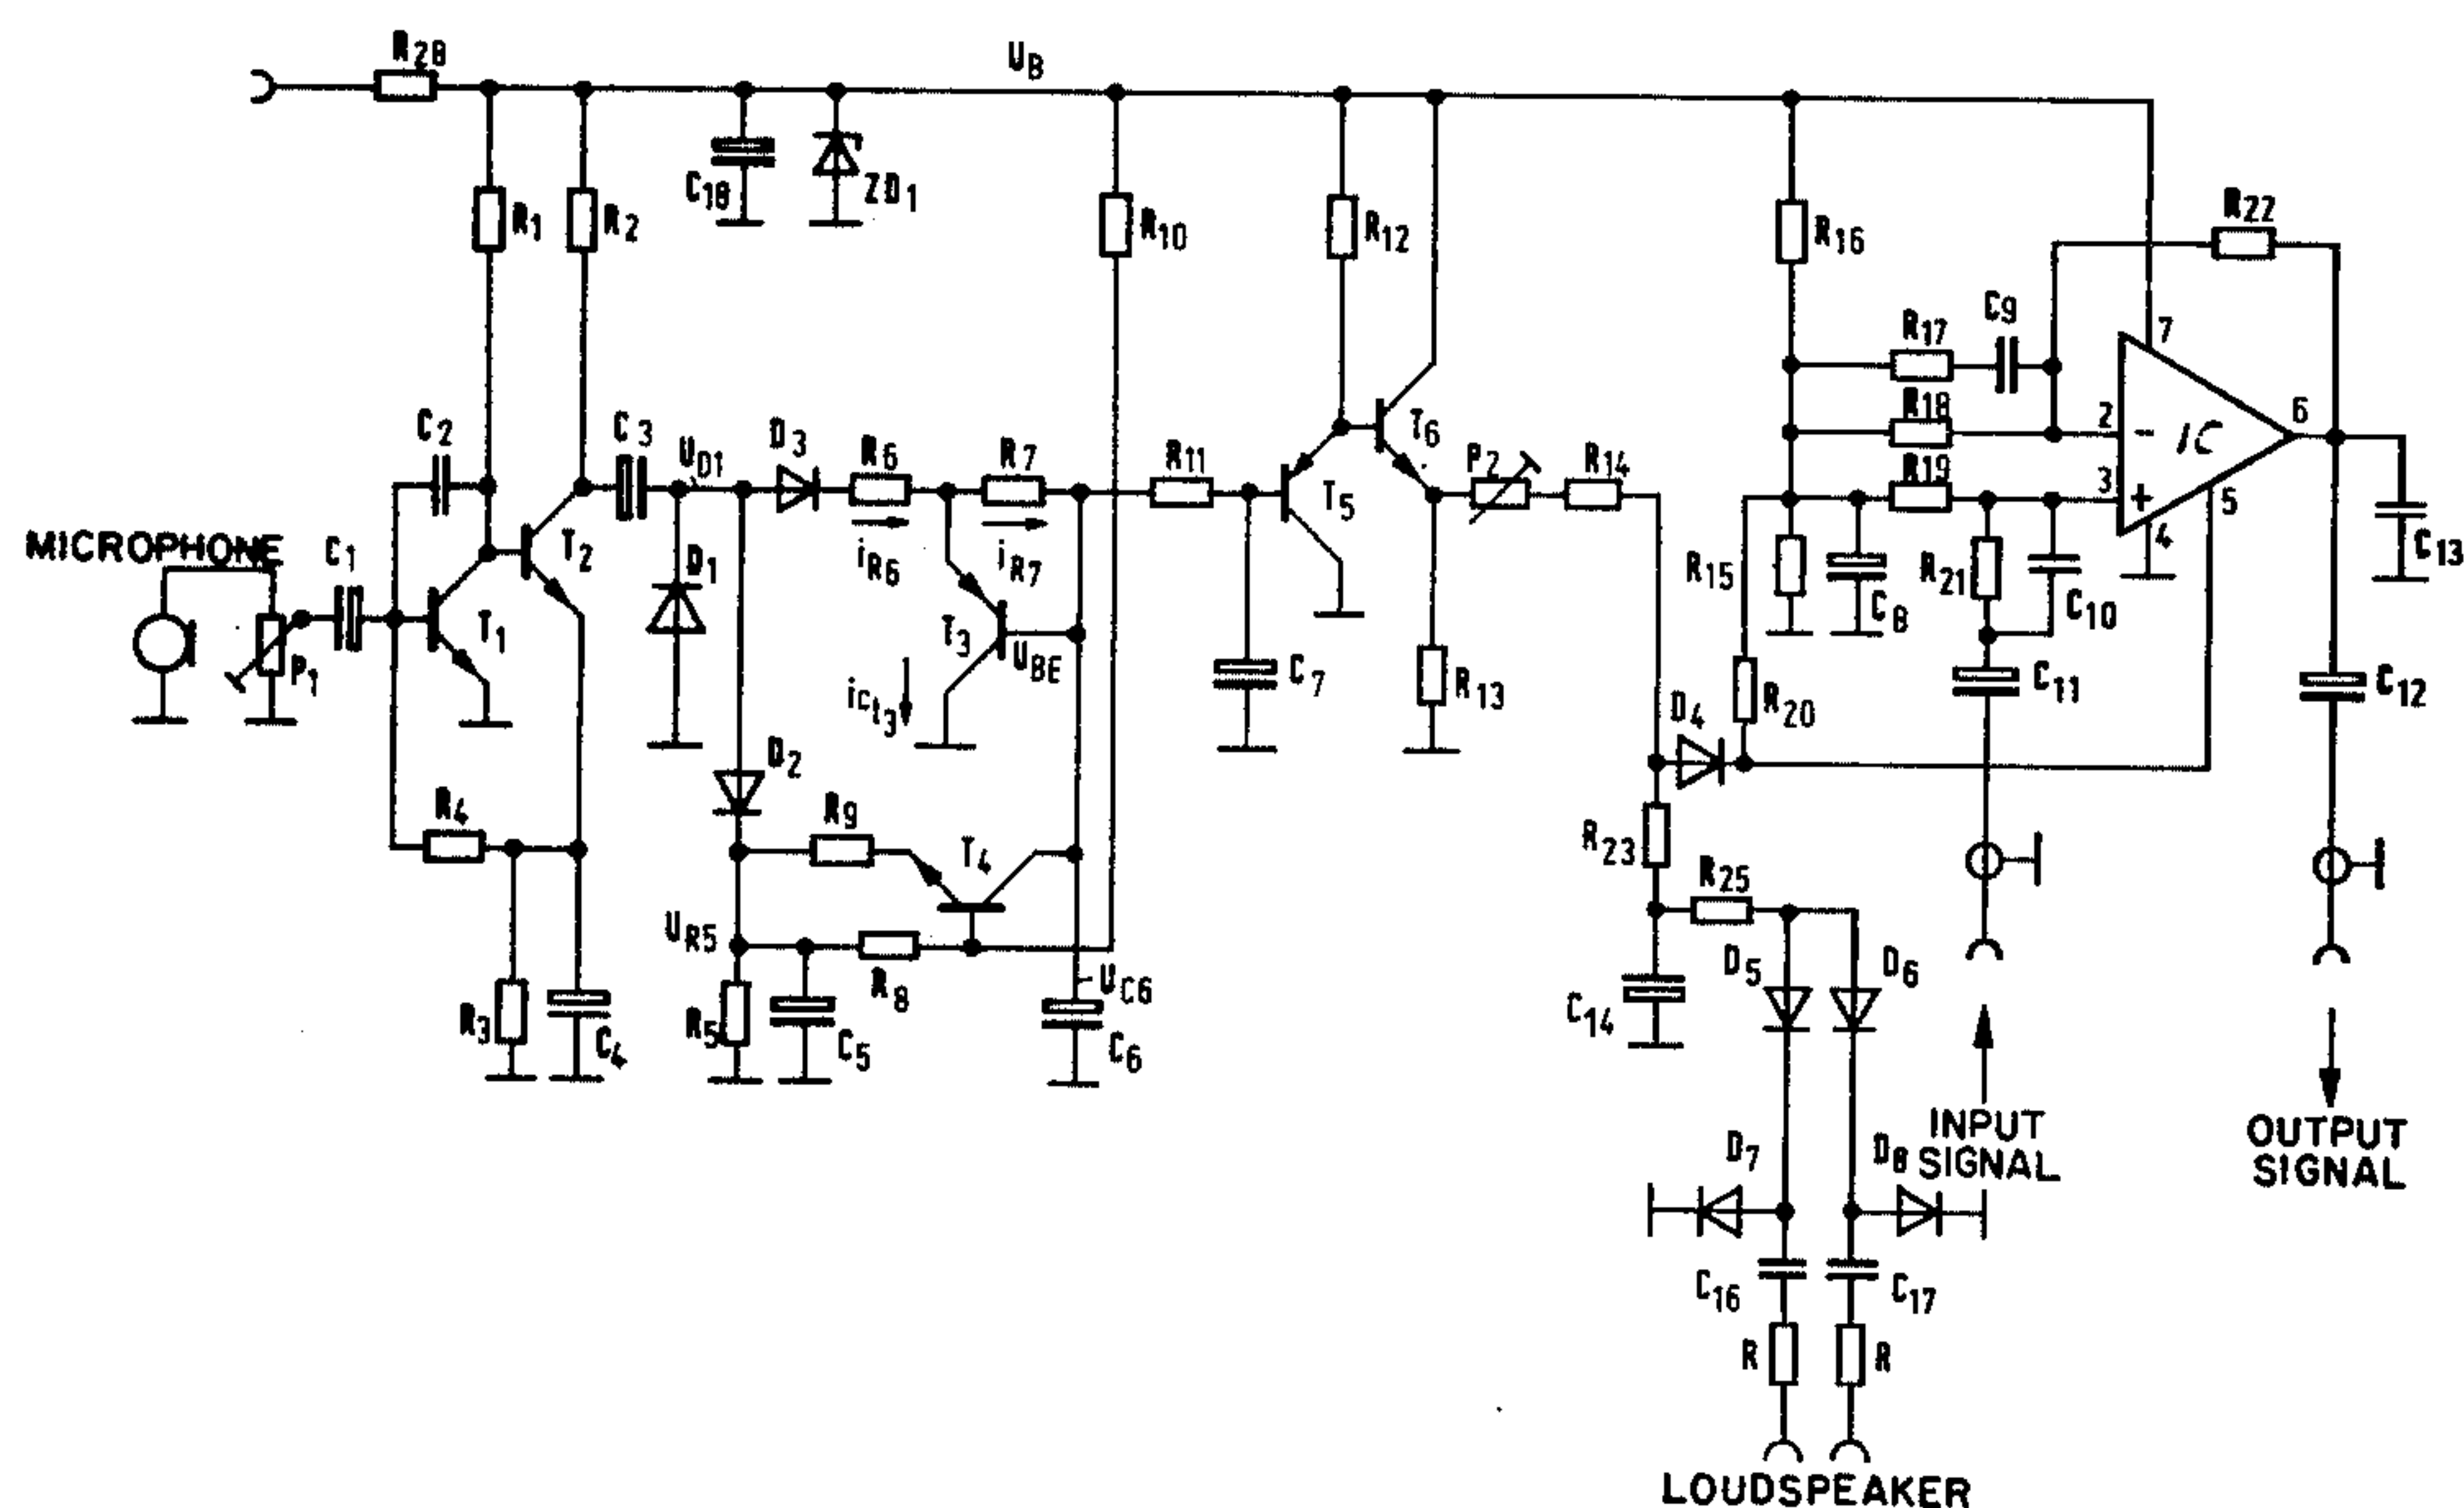 R28
UB
C18
ZD1
R1
R2
R10
R12
R16
R22
C2
C3
UD1
D3
R6
R7
R11
T6
P2
R14
R17
C9
R18
R19
2
-
IC
3
+
7
6
5
4
MICROPHONE
C1
T1
T2
P1
D1
iR6
iR7
T3
UBE
ict3
T5
C7
R13
R15
C8
R21
C10
C11
C12
C13
R20
D4
D2
R4
R9
T4
R23
R25
UR5
R8
UC6
R3
C4
R5
C5
C6
C14
D5
D6
D7
D8
INPUT
SIGNAL
OUTPUT
SIGNAL
C16
C17
R
R
LOUDSPEAKER